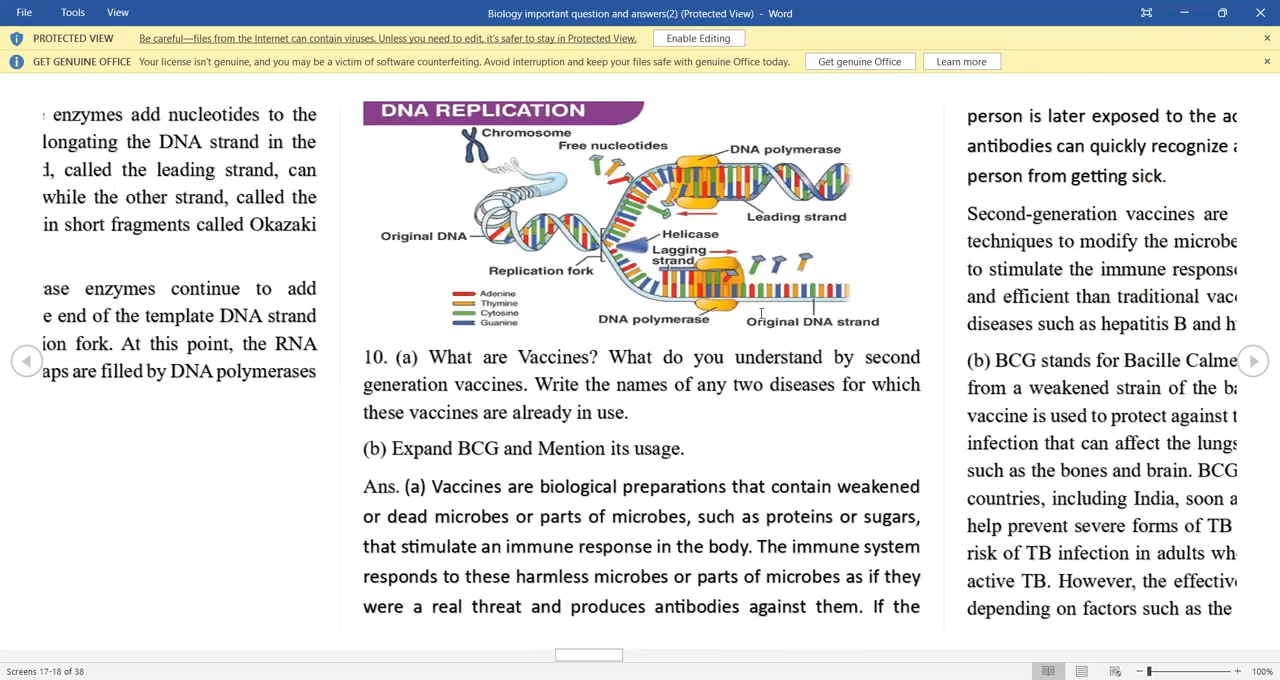 File Tools View
Biology important question and answers(2) (Protected View) - Word
PROTECTED VIEW Be careful—files from the Internet can contain viruses. Unless you need to edit, it's safer to stay in Protected View. Enable Editing
GET GENUINE OFFICE Your license isn't genuine, and you may be a victim of software counterfeiting. Avoid interruption and keep your files safe with genuine Office today. Get genuine Office Learn more
enzymes add nucleotides to the
longating the DNA strand in the
called the leading strand, can
while the other strand, called the
in short fragments called Okazaki
ase enzymes continue to add
e end of the template DNA strand
ion fork. At this point, the RNA
aps are filled by DNA polymerases
DNA REPLICATION
Chromosome
Free nucleotides
DNA polymerase
Leading strand
Original DNA
Helicase
Lagging
strand
Replication fork
Adenine
Thymine
Cytosine
Guanine
DNA polymerase
Original DNA strand
10. (a) What are Vaccines? What do you understand by second
generation vaccines. Write the names of any two diseases for which
these vaccines are already in use.
(b) Expand BCG and Mention its usage.
Ans. (a) Vaccines are biological preparations that contain weakened
or dead microbes or parts of microbes, such as proteins or sugars,
that stimulate an immune response in the body. The immune system
responds to these harmless microbes or parts of microbes as if they
were a real threat and produces antibodies against them. If the
person is later exposed to the ac
antibodies can quickly recognize a
person from getting sick.
Second-generation vaccines are
techniques to modify the microbe
to stimulate the immune response
and efficient than traditional vacc
diseases such as hepatitis B and h
(b) BCG stands for Bacille Calme
from a weakened strain of the ba
vaccine is used to protect against t
infection that can affect the lungs
such as the bones and brain. BCG
countries, including India, soon a
help prevent severe forms of TB
risk of TB infection in adults wh
active TB. However, the effectiv
depending on factors such as the
Screens 17-18 of 38
100%